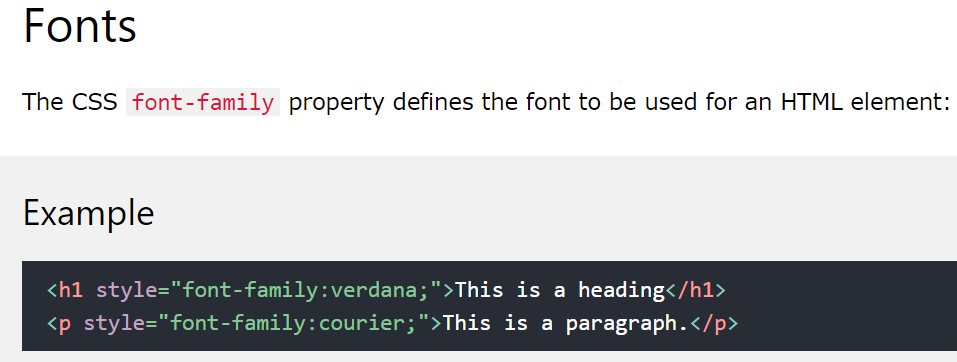 Fonts
The CSS font-family property defines the font to be used for an HTML element:
Example
<h1 style="font-family:verdana;">This is a heading</h1>
<p style="font-family:courier;">This is a paragraph.</p>